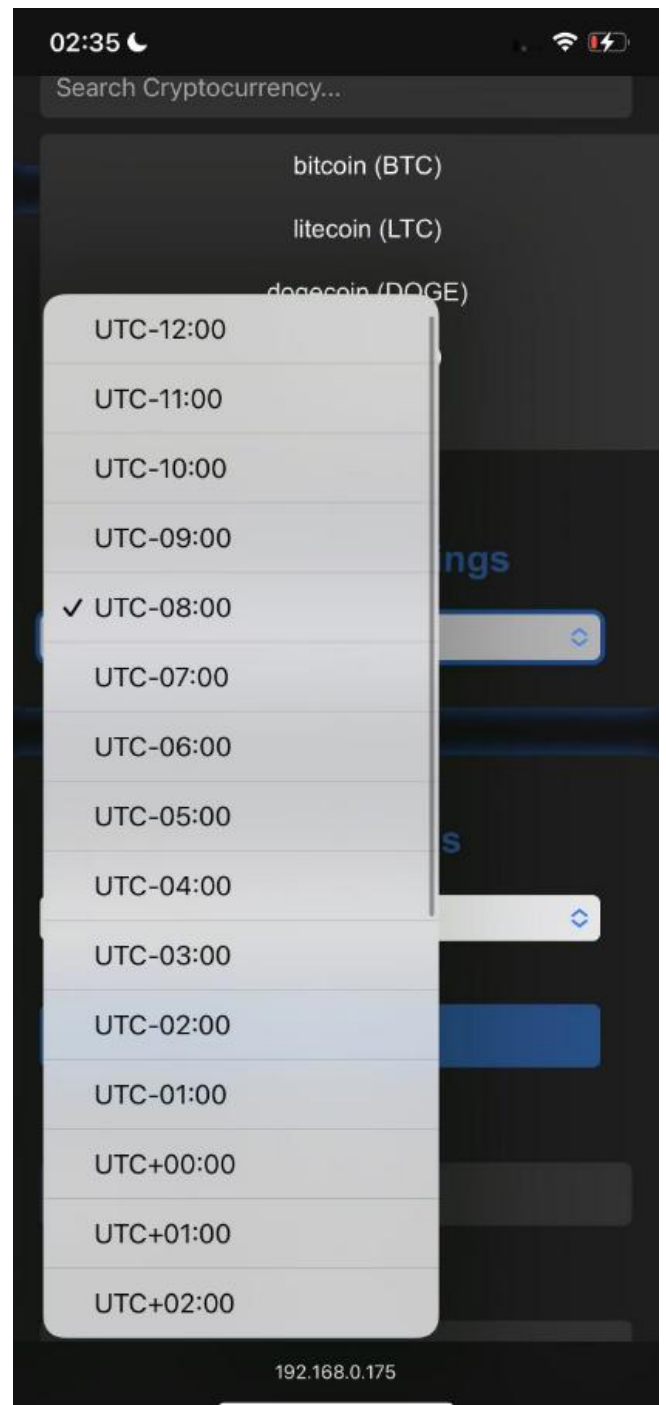 02:35
Search Cryptocurrency...
bitcoin (BTC)
litecoin (LTC)
dogecoin (DOGE)
UTC-12:00
UTC-11:00
UTC-10:00
UTC-09:00
ings
✓ UTC-08:00
UTC-07:00
UTC-06:00
UTC-05:00
s
UTC-04:00
UTC-03:00
UTC-02:00
UTC-01:00
UTC+00:00
UTC+01:00
UTC+02:00
192.168.0.175